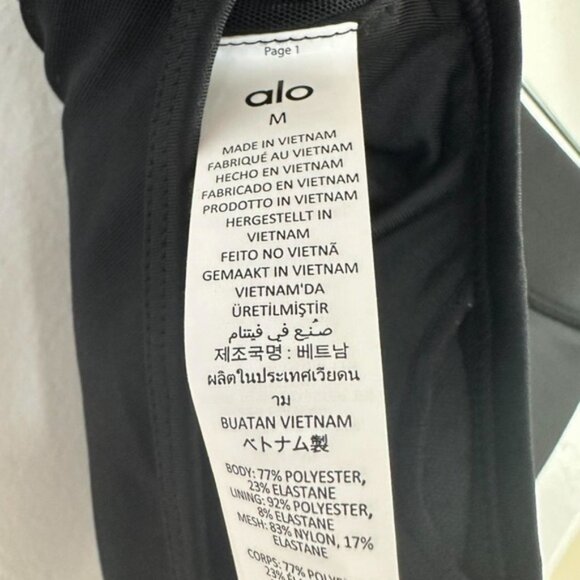 Page 1
alo
M
MADE IN VIETNAM
FABRIQUÉ AU VIETNAM
HECHO EN VIETNAM
FABRICADO EN VIETNAM
PRODOTTO IN VIETNAM
HERGESTELLT IN
VIETNAM
FEITO NO VIETNÃ
GEMAAKT IN VIETNAM
VIETNAM'DA
ÜRETİLMİŞTİR
صُنِع في فيتنام
제조국명 : 베트남
ผลิตในประเทศเวียดน
าม
BUATAN VIETNAM
ベトナム製
BODY: 77% POLYESTER,
23% ELASTANE
LINING: 92% POLYESTER,
8% ELASTANE
MESH: 83% NYLON, 17%
ELASTANE
CORPS: 77% POLYESTER,
23% ELASTANE